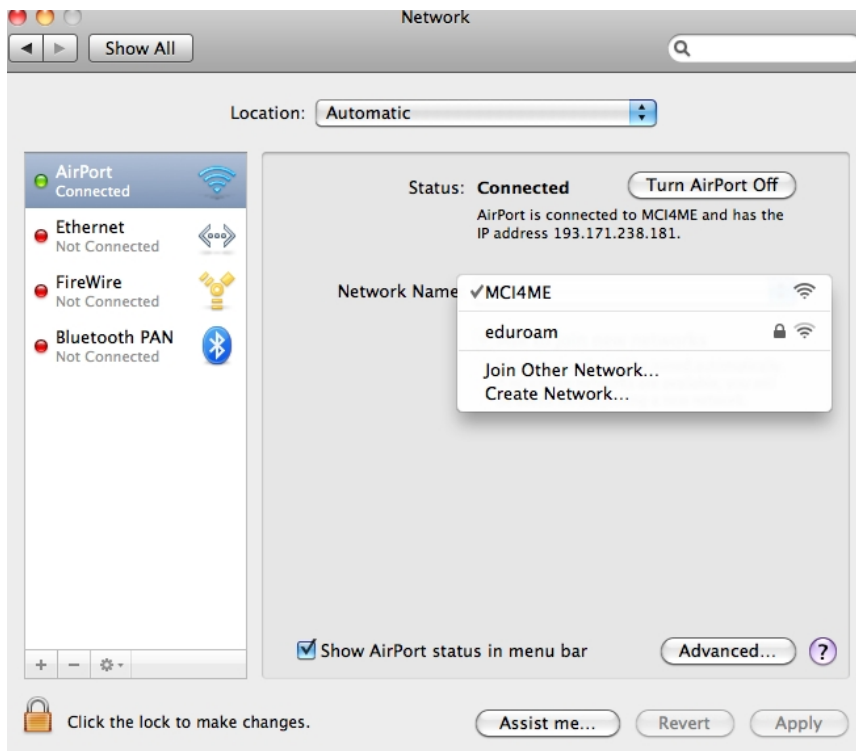 Network
Show All
Location: Automatic
AirPort
Connected
Ethernet
Not Connected
FireWire
Not Connected
Bluetooth PAN
Not Connected
Status: Connected
Turn AirPort Off
AirPort is connected to MCI4ME and has the
IP address 193.171.238.181.
Network Name
MCI4ME
eduroam
Join Other Network...
Create Network...
Show AirPort status in menu bar
Advanced...
?
Click the lock to make changes.
Assist me...
Revert
Apply